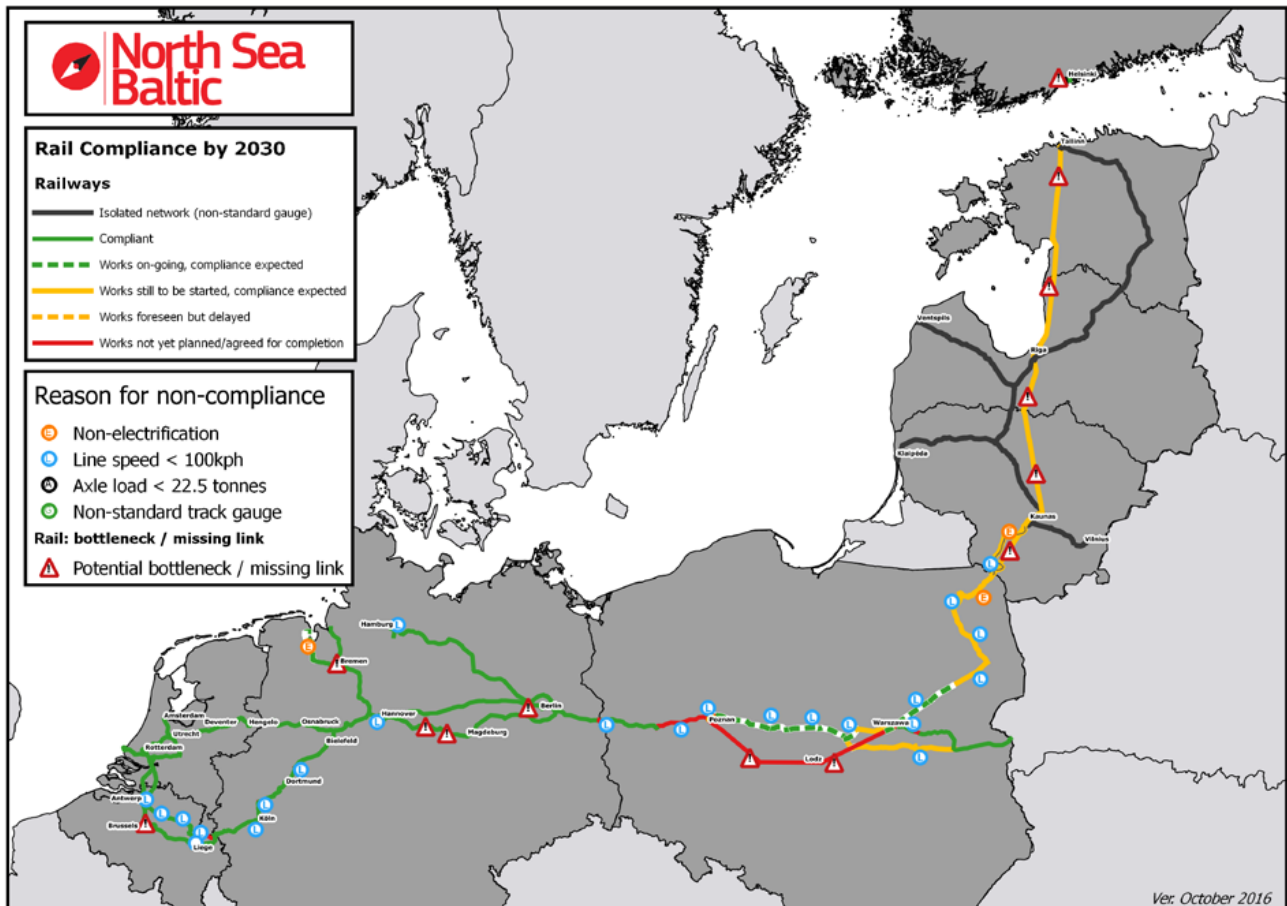 North Sea
Baltic
Rail Compliance by 2030
Railways
Isolated network (non-standard gauge)
Compliant
Works on-going, compliance expected
Works still to be started, compliance expected
Works foreseen but delayed
Works not yet planned/agreed for completion
Reason for non-compliance
E Non-electrification
L Line speed < 100kph
A Axle load < 22.5 tonnes
G Non-standard track gauge
Rail: bottleneck / missing link
! Potential bottleneck / missing link
Helsinki
Tallinn
Ventspils
Riga
Klaipėda
Kaunas
Vilnius
Hamburg
Bremen
Amsterdam
Deventer
Hengelo
Osnabruck
Hannover
Berlin
Poznan
Warszawa
Utrecht
Bielefeld
Magdeburg
Rotterdam
Lodz
Dortmund
Antwerp
Köln
Brussels
Liege
Ver. October 2016